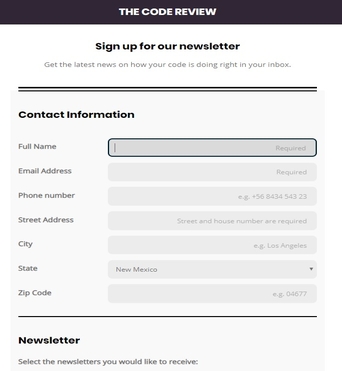 THE CODE REVIEW
Sign up for our newsletter
Get the latest news on how your code is doing right in your inbox.
Contact Information
Full Name
Required
Email Address
Required
Phone number
e.g. +56 8434 543 23
Street Address
Street and house number are required
City
e.g. Los Angeles
State
New Mexico
Zip Code
e.g. 04677
Newsletter
Select the newsletters you would like to receive: